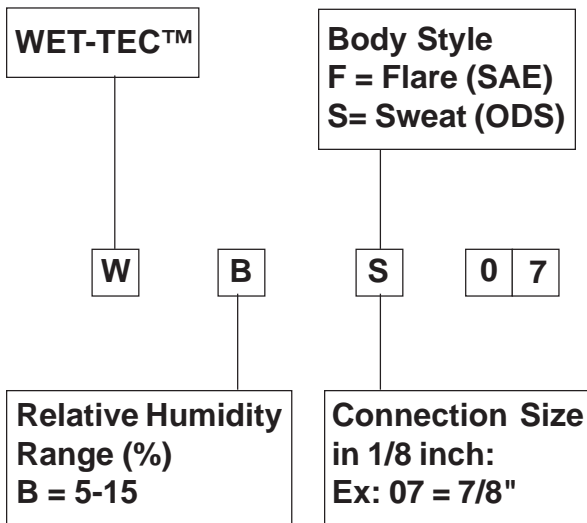 WET-TEC™
Body Style
F = Flare (SAE)
S= Sweat (ODS)
W B S 0 7
Relative Humidity
Range (%)
B = 5-15
Connection Size
in 1/8 inch:
Ex: 07 = 7/8"